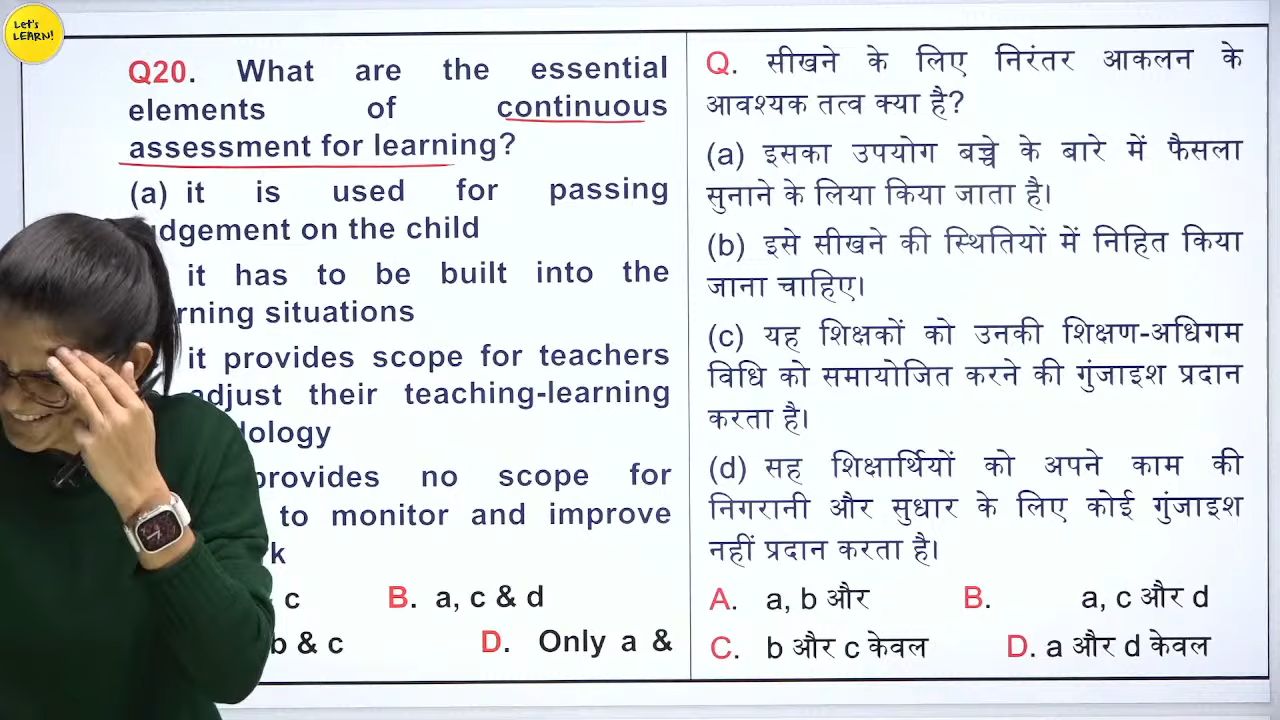 Let's
LEARN!
Q20. What are the essential
elements of continuous
assessment for learning?
(a) it is used for passing
judgement on the child
it has to be built into the
learning situations
it provides scope for teachers
adjust their teaching-learning
provides no scope for
to monitor and improve
c B. a, c & d
b & c D. Only a &
Q. सीखने के लिए निरंतर आकलन के
आवश्यक तत्व क्या है?
(a) इसका उपयोग बच्चे के बारे में फैसला
सुनाने के लिया किया जाता है।
(b) इसे सीखने की स्थितियों में निहित किया
जाना चाहिए।
(c) यह शिक्षकों को उनकी शिक्षण-अधिगम
विधि को समायोजित करने की गुंजाइश प्रदान
करता है।
(d) सह शिक्षार्थियों को अपने काम की
निगरानी और सुधार के लिए कोई गुंजाइश
नहीं प्रदान करता है।
A. a, b और B. a, c और d
C. b और c केवल D. a और d केवल